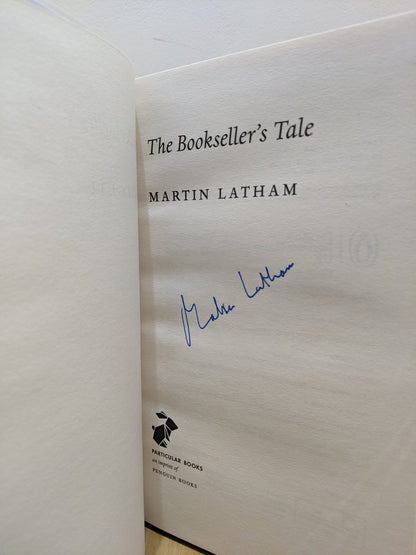 The Bookseller's Tale
MARTIN LATHAM
Martin Latham
PARTICULAR BOOKS
an imprint of
PENGUIN BOOKS